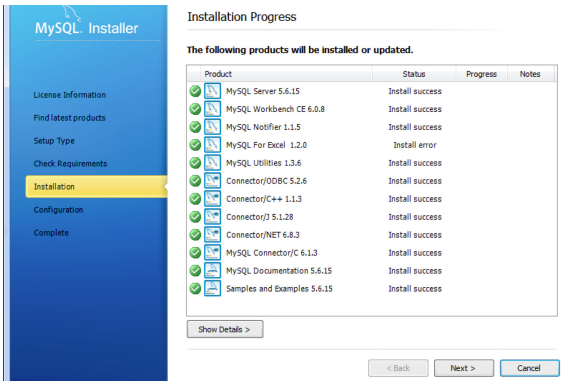 MySQL. Installer
License Information
Find latest products
Setup Type
Check Requirements
Installation
Configuration
Complete
Installation Progress
The following products will be installed or updated.
Product Status Progress Notes
MySQL Server 5.6.15 Install success
MySQL Workbench CE 6.0.8 Install success
MySQL Notifier 1.1.5 Install success
MySQL For Excel 1.2.0 Install error
MySQL Utilities 1.3.6 Install success
Connector/ODBC 5.2.6 Install success
Connector/C++ 1.1.3 Install success
Connector/J 5.1.28 Install success
Connector/NET 6.8.3 Install success
MySQL Connector/C 6.1.3 Install success
MySQL Documentation 5.6.15 Install success
Samples and Examples 5.6.15 Install success
Show Details >
< Back Next > Cancel